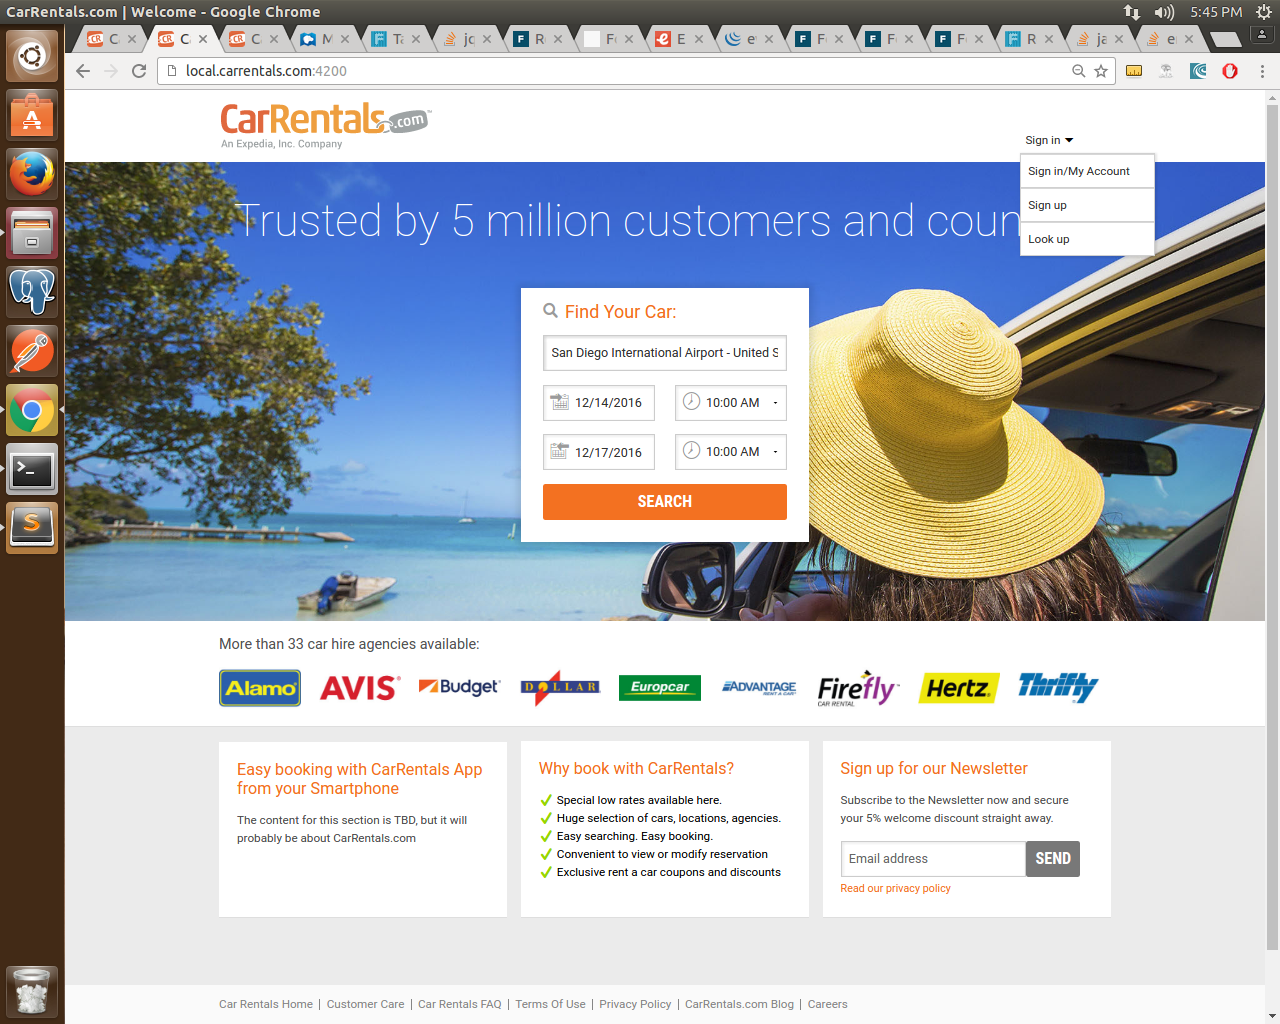 CarRentals.com | Welcome - Google Chrome
5:45 PM
local.carrentals.com:4200
CarRentals.com
An Expedia, Inc. Company
Sign in
Sign in/My Account
Sign up
Look up
Trusted by 5 million customers and coun
Find Your Car:
San Diego International Airport - United S
12/14/2016
10:00 AM
12/17/2016
10:00 AM
SEARCH
More than 33 car hire agencies available:
Alamo
AVIS
Budget
DOLLAR
Europcar
ADVANTAGE
RENT A CAR
Firefly
CAR RENTAL
Hertz
Thrifty
Easy booking with CarRentals App
from your Smartphone
The content for this section is TBD, but it will
probably be about CarRentals.com
Why book with CarRentals?
Special low rates available here.
Huge selection of cars, locations, agencies.
Easy searching. Easy booking.
Convenient to view or modify reservation
Exclusive rent a car coupons and discounts
Sign up for our Newsletter
Subscribe to the Newsletter now and secure
your 5% welcome discount straight away.
Email address
SEND
Read our privacy policy
Car Rentals Home | Customer Care | Car Rentals FAQ | Terms Of Use | Privacy Policy | CarRentals.com Blog | Careers